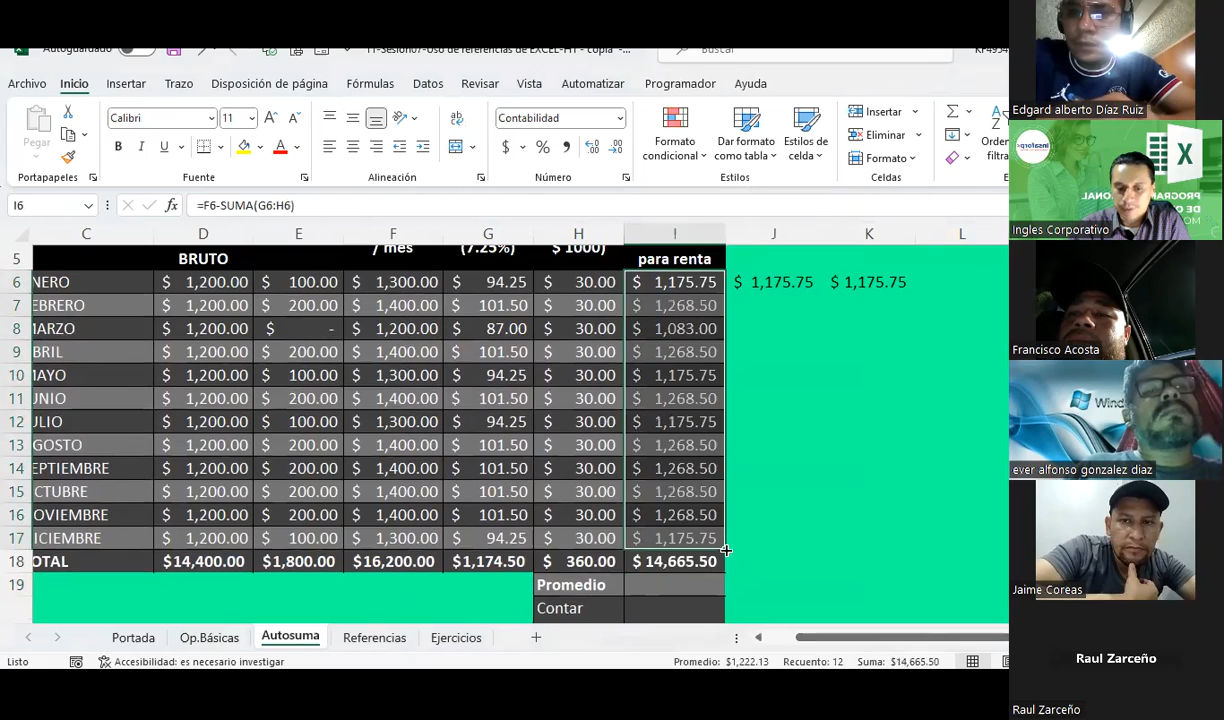 Autoguardado
11-Sesion07-Uso de referencias de EXCEL-H1 - copia -...
Buscar
Archivo Inicio Insertar Trazo Disposición de página Fórmulas Datos Revisar Vista Automatizar Programador Ayuda
Pegar
Calibri 11
N K S
Contabilidad
$ % 000
Formato condicional
Dar formato como tabla
Estilos de celda
Insertar
Eliminar
Formato
Orden
filtra
Portapapeles Fuente Alineación Número Estilos Celdas
I6 fx =F6-SUMA(G6:H6)
C D E F G H I J K L
5 BRUTO / mes (7.25%) $ 1000) para renta
6 NERO $ 1,200.00 $ 100.00 $ 1,300.00 $ 94.25 $ 30.00 $ 1,175.75 $ 1,175.75 $ 1,175.75
7 EBRERO $ 1,200.00 $ 200.00 $ 1,400.00 $ 101.50 $ 30.00 $ 1,268.50
8 MARZO $ 1,200.00 $ - $ 1,200.00 $ 87.00 $ 30.00 $ 1,083.00
9 BRIL $ 1,200.00 $ 200.00 $ 1,400.00 $ 101.50 $ 30.00 $ 1,268.50
10 MAYO $ 1,200.00 $ 100.00 $ 1,300.00 $ 94.25 $ 30.00 $ 1,175.75
11 UNIO $ 1,200.00 $ 200.00 $ 1,400.00 $ 101.50 $ 30.00 $ 1,268.50
12 ULIO $ 1,200.00 $ 100.00 $ 1,300.00 $ 94.25 $ 30.00 $ 1,175.75
13 GOSTO $ 1,200.00 $ 200.00 $ 1,400.00 $ 101.50 $ 30.00 $ 1,268.50
14 EPTIEMBRE $ 1,200.00 $ 200.00 $ 1,400.00 $ 101.50 $ 30.00 $ 1,268.50
15 CTUBRE $ 1,200.00 $ 200.00 $ 1,400.00 $ 101.50 $ 30.00 $ 1,268.50
16 OVIEMBRE $ 1,200.00 $ 200.00 $ 1,400.00 $ 101.50 $ 30.00 $ 1,268.50
17 ICIEMBRE $ 1,200.00 $ 100.00 $ 1,300.00 $ 94.25 $ 30.00 $ 1,175.75
18 OTAL $14,400.00 $1,800.00 $16,200.00 $1,174.50 $ 360.00 $ 14,665.50
19 Promedio
Contar
Portada Op.Básicas Autosuma Referencias Ejercicios
Listo Accesibilidad: es necesario investigar Promedio: $1,222.13 Recuento: 12 Suma: $14,665.50
Edgard alberto Díaz Ruiz
Insaforp
X
Ingles Corporativo
Francisco Acosta
Wind
ever alfonso gonzalez diaz
Jaime Coreas
Raul Zarceño
Raul Zarceño